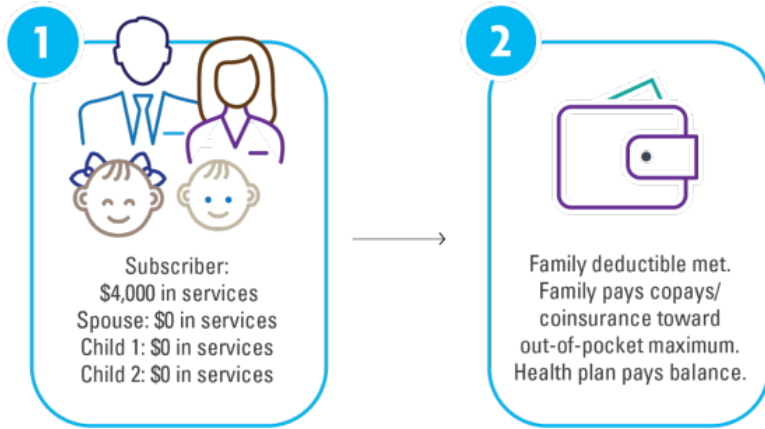 1
Subscriber:
$4,000 in services
Spouse: $0 in services
Child 1: $0 in services
Child 2: $0 in services
2
Family deductible met.
Family pays copays/
coinsurance toward
out-of-pocket maximum.
Health plan pays balance.